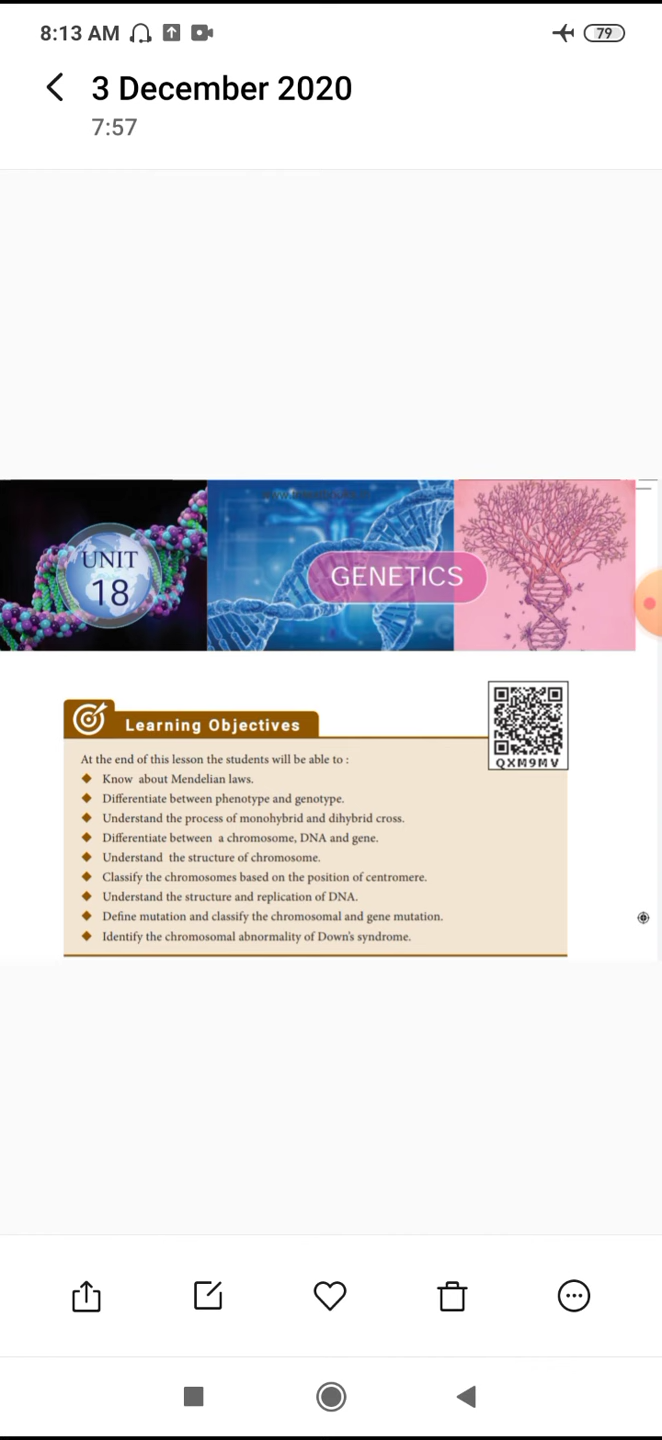 8:13 AM
79
3 December 2020
7:57
UNIT
18
GENETICS
Learning Objectives
QXM9MV
At the end of this lesson the students will be able to :
Know about Mendelian laws.
Differentiate between phenotype and genotype.
Understand the process of monohybrid and dihybrid cross.
Differentiate between a chromosome, DNA and gene.
Understand the structure of chromosome.
Classify the chromosomes based on the position of centromere.
Understand the structure and replication of DNA.
Define mutation and classify the chromosomal and gene mutation.
Identify the chromosomal abnormality of Down's syndrome.